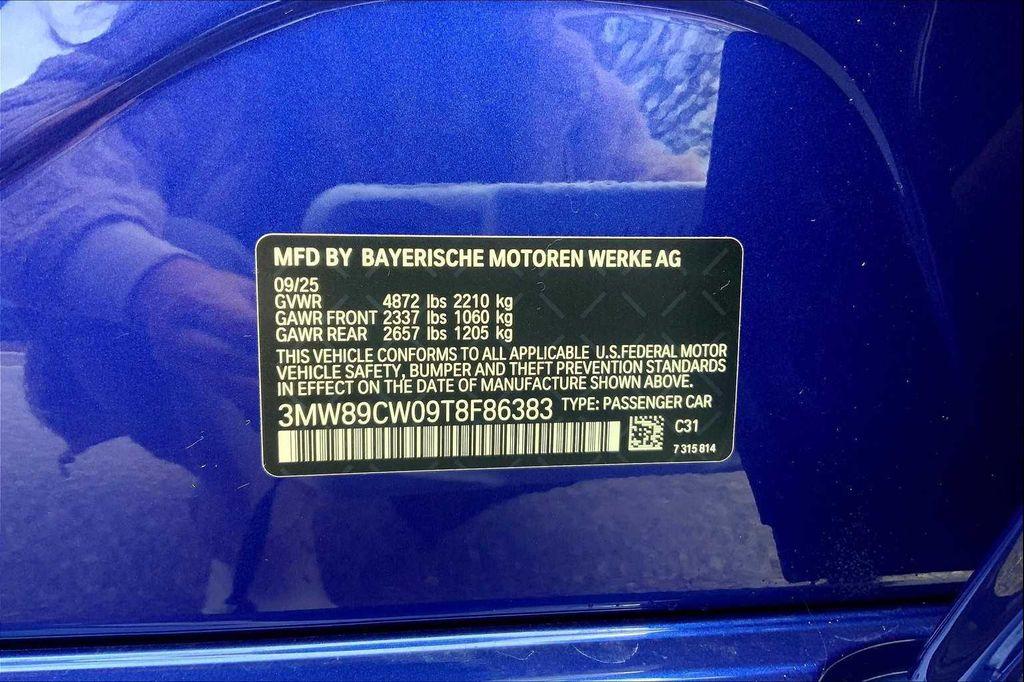 MFD BY BAYERISCHE MOTOREN WERKE AG
09/25
GVWR 4872 lbs 2210 kg
GAWR FRONT 2337 lbs 1060 kg
GAWR REAR 2657 lbs 1205 kg
THIS VEHICLE CONFORMS TO ALL APPLICABLE U.S.FEDERAL MOTOR
VEHICLE SAFETY, BUMPER AND THEFT PREVENTION STANDARDS
IN EFFECT ON THE DATE OF MANUFACTURE SHOWN ABOVE.
3MW89CW09T8F86383 TYPE: PASSENGER CAR
C31
7 315 814